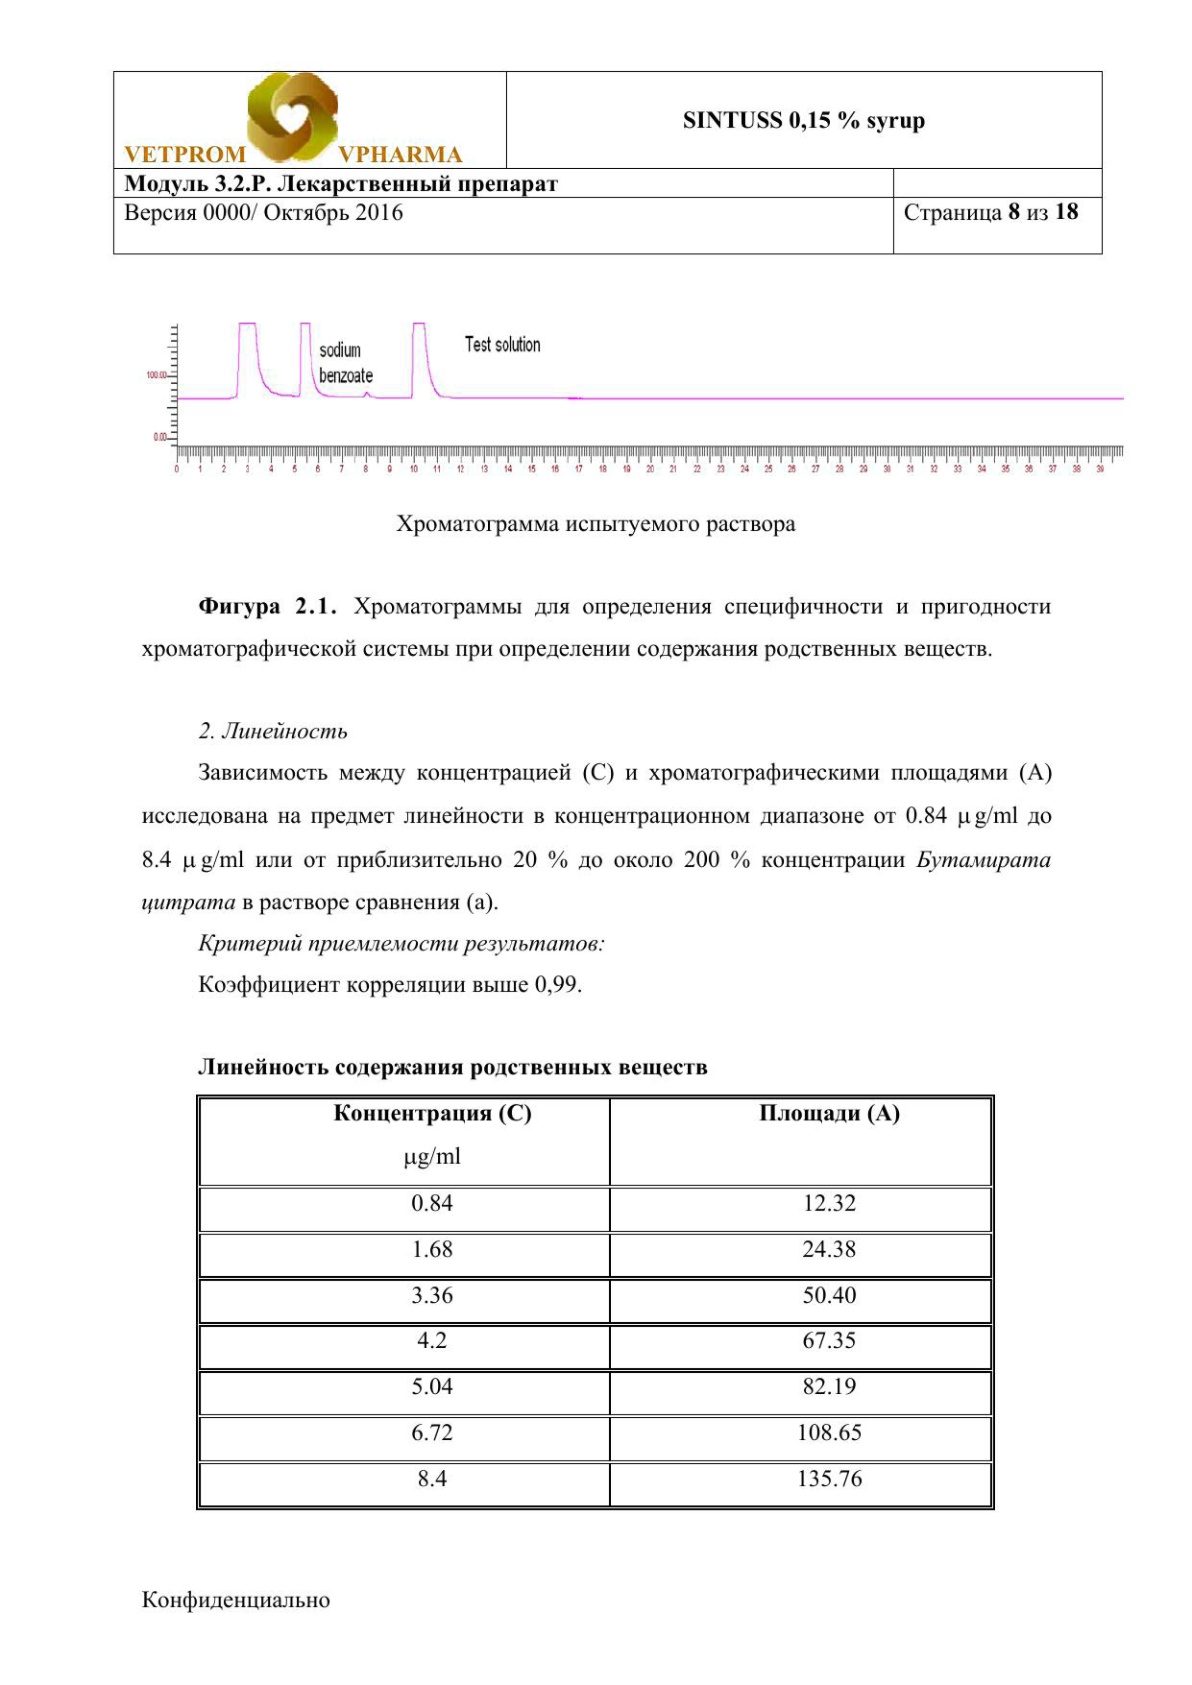 VETPROM VPHARMA
SINTUSS 0,15 % syrup
Модуль 3.2.Р. Лекарственный препарат
Версия 0000/ Октябрь 2016
Страница 8 из 18
sodium
benzoate
Test solution
100.00
0.00
0 1 2 3 4 5 6 7 8 9 10 11 12 13 14 15 16 17 18 19 20 21 22 23 24 25 26 27 28 29 30 31 32 33 34 35 36 37 38 39
Хроматограмма испытуемого раствора
Фигура 2.1. Хроматограммы для определения специфичности и пригодности
хроматографической системы при определении содержания родственных веществ.
2. Линейность
Зависимость между концентрацией (С) и хроматографическими площадями (А)
исследована на предмет линейности в концентрационном диапазоне от 0.84 μg/ml до
8.4 μg/ml или от приблизительно 20 % до около 200 % концентрации Бутамирата
цитрата в растворе сравнения (а).
Критерий приемлемости результатов:
Коэффициент корреляции выше 0,99.
Линейность содержания родственных веществ
Концентрация (С) Площади (А)
μg/ml
0.84 12.32
1.68 24.38
3.36 50.40
4.2 67.35
5.04 82.19
6.72 108.65
8.4 135.76
Конфиденциально